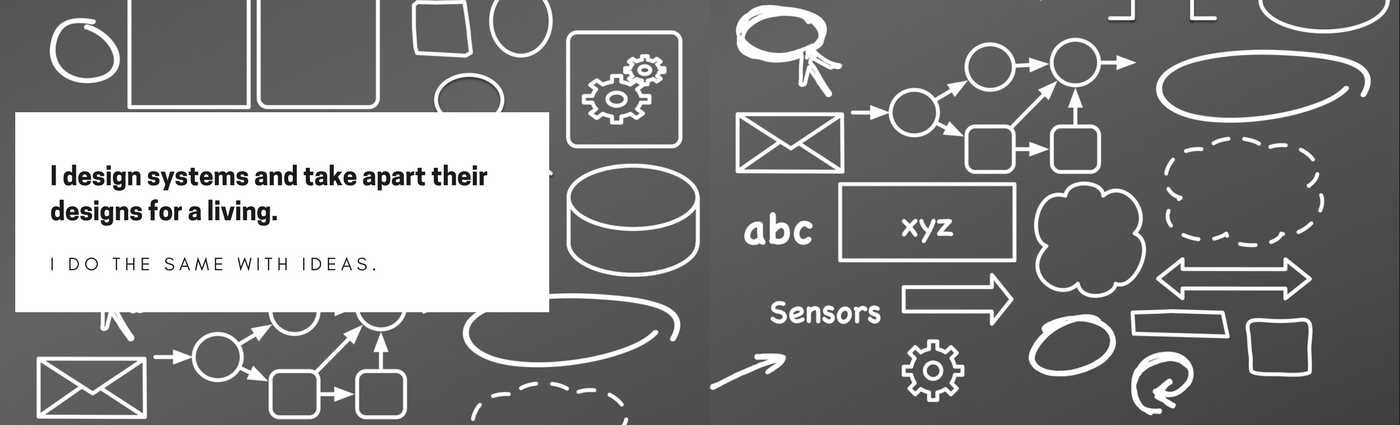 I design systems and take apart their
designs for a living.
I DO THE SAME WITH IDEAS.
abc
xyz
Sensors